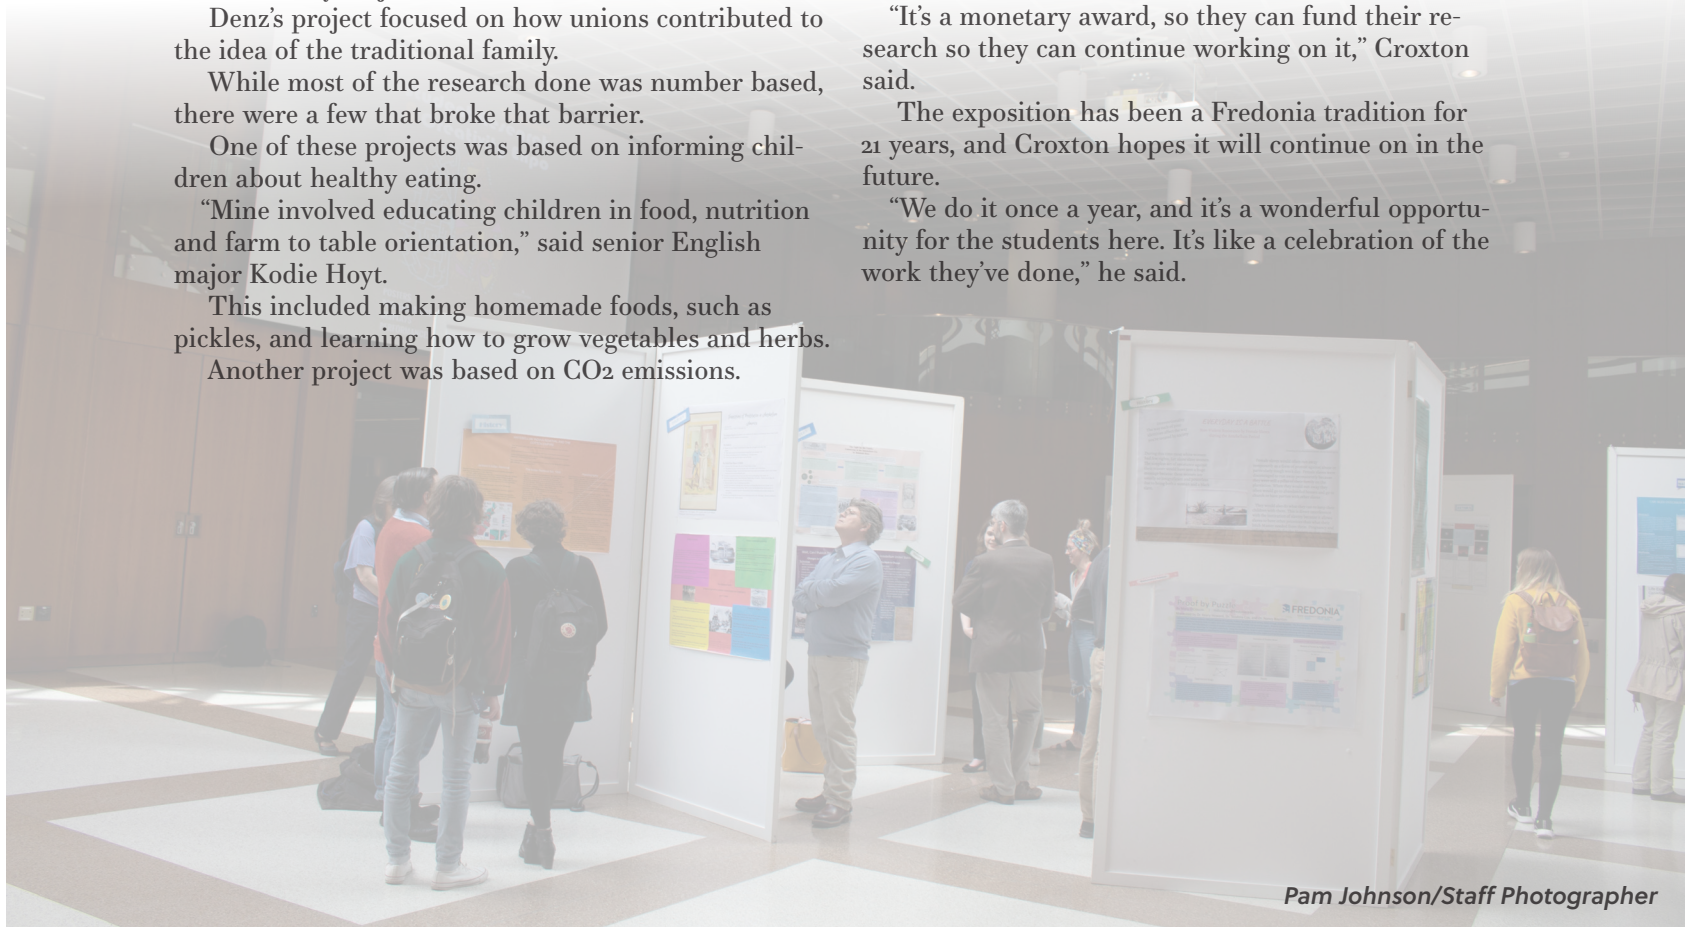 Denz’s project focused on how unions contributed to
the idea of the traditional family.
While most of the research done was number based,
there were a few that broke that barrier.
One of these projects was based on informing chil-
dren about healthy eating.
“Mine involved educating children in food, nutrition
and farm to table orientation,” said senior English
major Kodie Hoyt.
This included making homemade foods, such as
pickles, and learning how to grow vegetables and herbs.
Another project was based on CO2 emissions.
“It’s a monetary award, so they can fund their re-
search so they can continue working on it,” Croxton
said.
The exposition has been a Fredonia tradition for
21 years, and Croxton hopes it will continue on in the
future.
“We do it once a year, and it’s a wonderful opportu-
nity for the students here. It’s like a celebration of the
work they’ve done,” he said.
FREDONIA
Pam Johnson/Staff Photographer